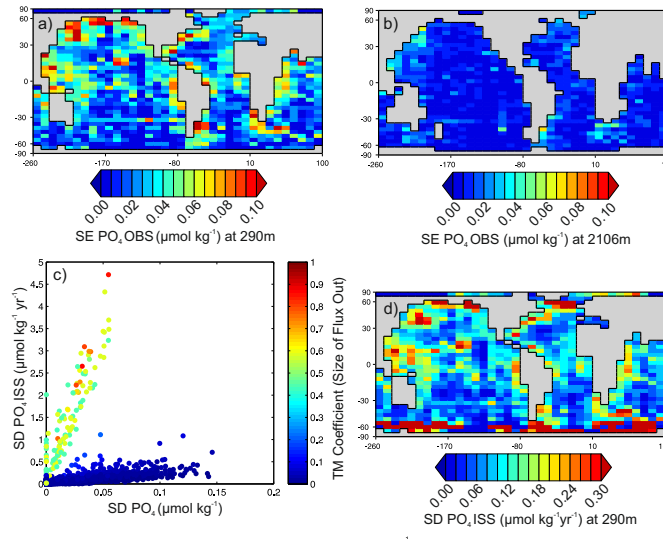 a)
90
60
30
0
-30
-60
-90
-260 -170 -80 10 100
0.00 0.02 0.04 0.06 0.08 0.10
SE PO4 OBS (µmol kg-1) at 290m
b)
90
60
30
0
-30
-60
-90
-260 -170 -80 10 100
0.00 0.02 0.04 0.06 0.08 0.10
SE PO4 OBS (µmol kg-1) at 2106m
c)
SD PO4 ISS (µmol kg-1 yr-1)
5
4.5
4
3.5
3
2.5
2
1.5
1
0.5
0
0 0.05 0.1 0.15 0.2
SD PO4 (µmol kg-1)
1
0.9
0.8
0.7
0.6
0.5
0.4
0.3
0.2
0.1
0
TM Coefficient (Size of Flux Out)
d)
90
60
30
0
-30
-60
-90
-260 -170 -80 10 100
0.00 0.06 0.12 0.18 0.24 0.30
SD PO4 ISS (µmol kg-1yr-1) at 290m